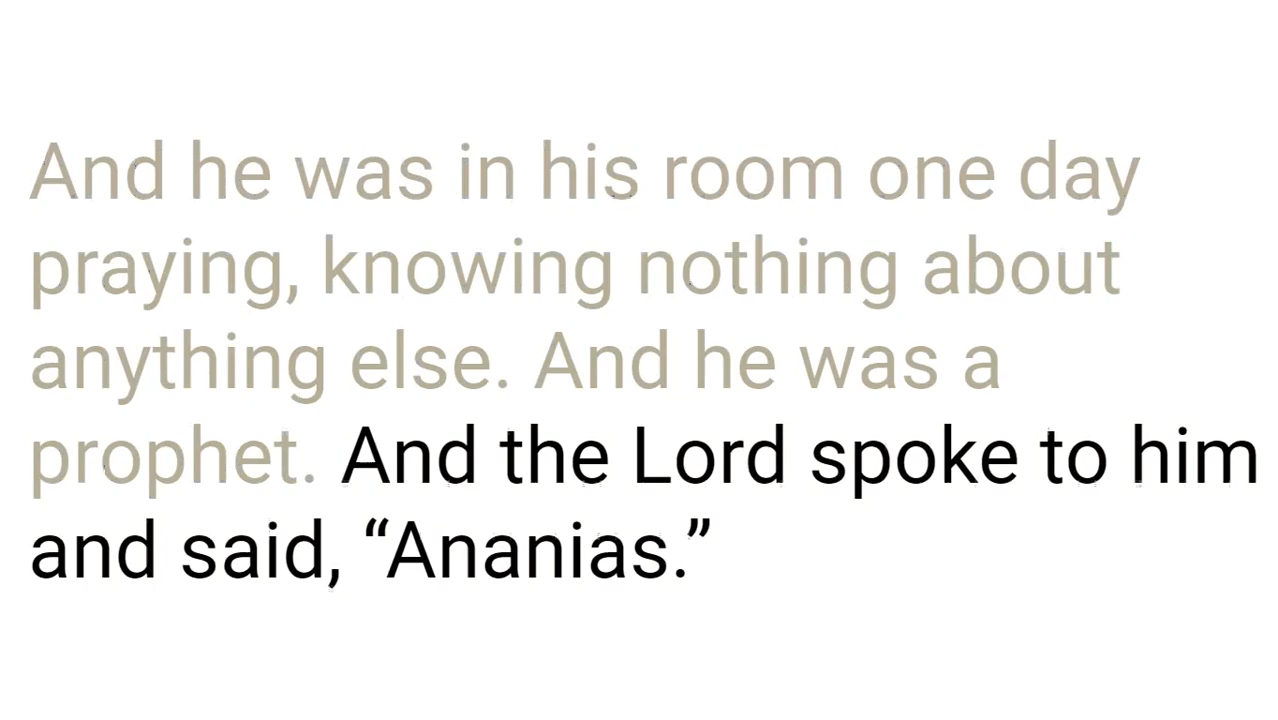 And he was in his room one day
praying, knowing nothing about
anything else. And he was a
prophet. And the Lord spoke to him
and said, “Ananias.”